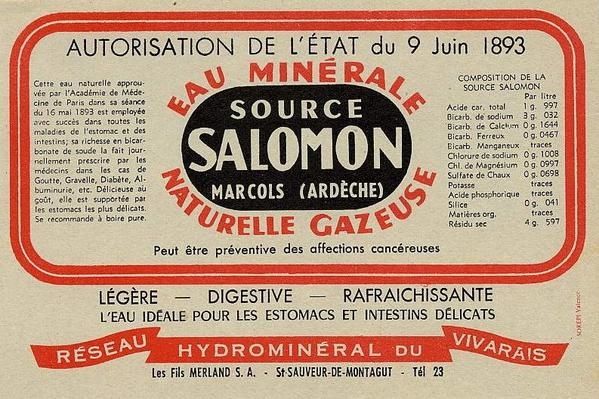 AUTORISATION DE L'ÉTAT du 9 Juin 1893
EAU MINÉRALE
SOURCE
SALOMON
MARCOLS (ARDÈCHE)
NATURELLE GAZEUSE
Cette eau naturelle approu-
vée par l'Académie de Méde-
cine de Paris dans sa séance
du 16 mai 1893 est employée
avec succès dans toutes les
maladies de l'estomac et des
intestins; sa richesse en bicar-
bonate de soude la fait jour-
nellement prescrire par les
médecins dans les cas de
Goutte, Gravelle, Diabète, Al-
buminurie, etc. Délicieuse au
goût, elle est supportée par
les estomacs les plus délicats.
Se recommande à boire pure.
COMPOSITION DE LA
SOURCE SALOMON
Par litre
Acide car. total 1 g. 997
Bicarb. de sodium 3 g. 032
Bicarb. de Calcium 0 g. 1644
Bicarb. Ferreux 0 g. 0467
Bicarb. Manganeux traces
Chlorure de sodium 0 g. 1008
Chl. de Magnésium 0 g. 0997
Sulfate de Chaux 0 g. 0698
Potasse traces
Acide phosphorique traces
Silice 0 g. 041
Matières org. traces
Résidu sec 4 g. 597
Peut être préventive des affections cancéreuses
LÉGÈRE — DIGESTIVE — RAFRAICHISSANTE
L'EAU IDÉALE POUR LES ESTOMACS ET INTESTINS DÉLICATS
RÉSEAU HYDROMINÉRAL DU VIVARAIS
Les Fils MERLAND S. A. - St-SAUVEUR-DE-MONTAGUT - Tél 23
SOREPI Valence